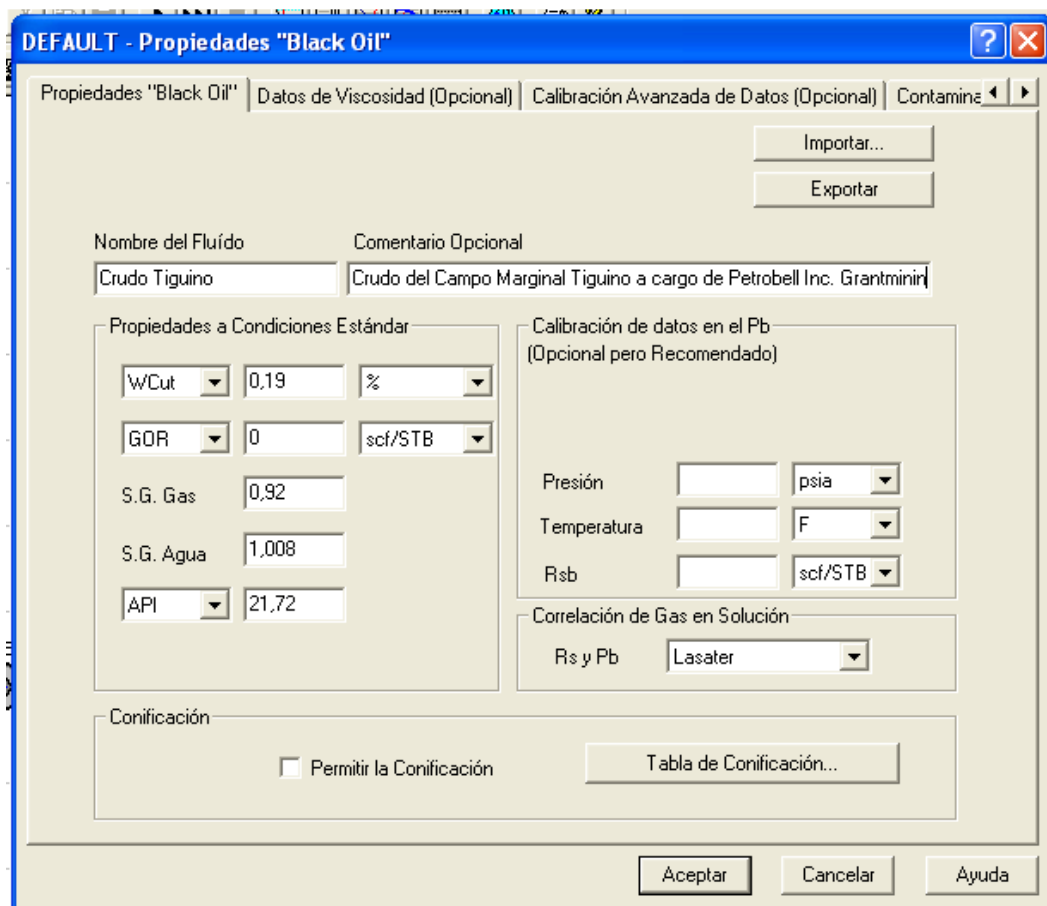 DEFAULT - Propiedades "Black Oil"
Propiedades "Black Oil" Datos de Viscosidad (Opcional) Calibración Avanzada de Datos (Opcional) Contamina
Importar...
Exportar
Nombre del Fluído Comentario Opcional
Crudo Tiguino Crudo del Campo Marginal Tiguino a cargo de Petrobell Inc. Grantminin
Propiedades a Condiciones Estándar
WCut 0,19 %
GOR 0 scf/STB
S.G. Gas 0,92
S.G. Agua 1,008
API 21,72
Calibración de datos en el Pb
(Opcional pero Recomendado)
Presión psia
Temperatura F
Rsb scf/STB
Correlación de Gas en Solución
Rs y Pb Lasater
Conificación
Permitir la Conificación Tabla de Conificación...
Aceptar Cancelar Ayuda